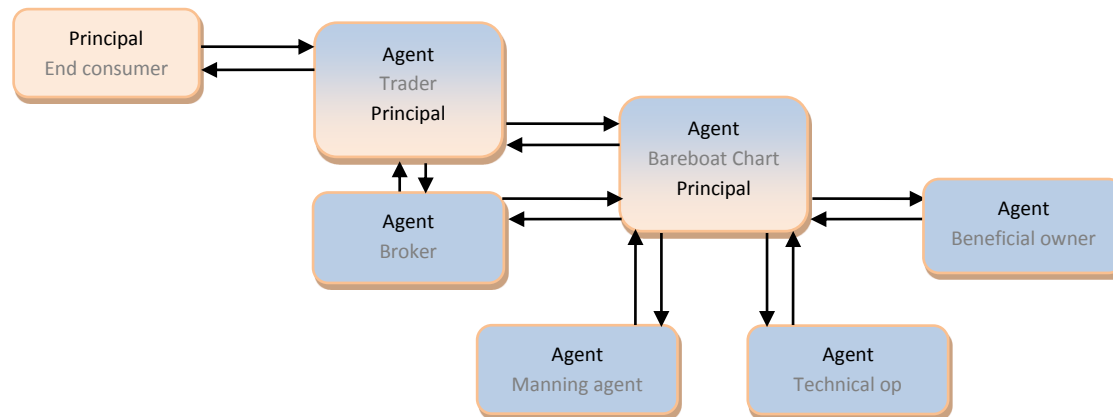 Principal
End consumer
Agent
Trader
Principal
Agent
Bareboat Chart
Principal
Agent
Broker
Agent
Beneficial owner
Agent
Manning agent
Agent
Technical op